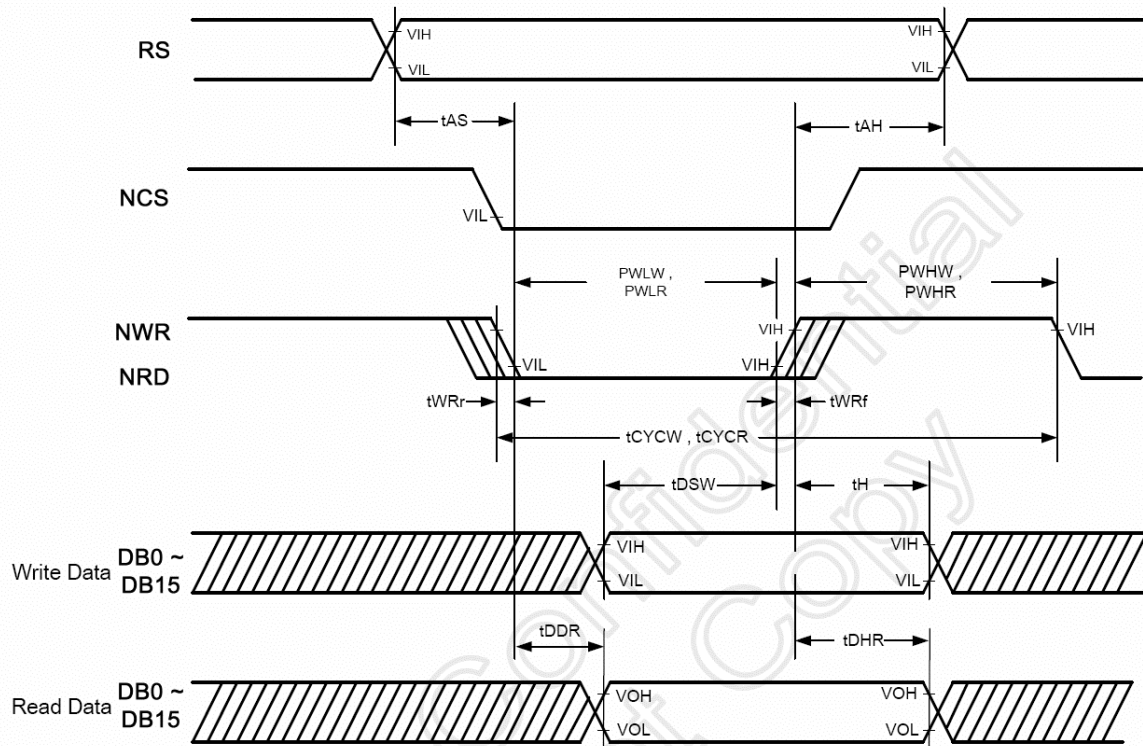 RS
VIH
VIH
VIL
VIL
tAS
tAH
NCS
VIL
PWLW ,
PWLR
PWHW ,
PWHR
NWR
NRD
VIH
VIH
VIL
VIH
tWRr
tWRf
tCYCW , tCYCR
tDSW
tH
Write Data DB0 ~
DB15
VIH
VIH
VIL
VIL
tDDR
tDHR
Read Data DB0 ~
DB15
VOH
VOH
VOL
VOL
Confidential
Copy